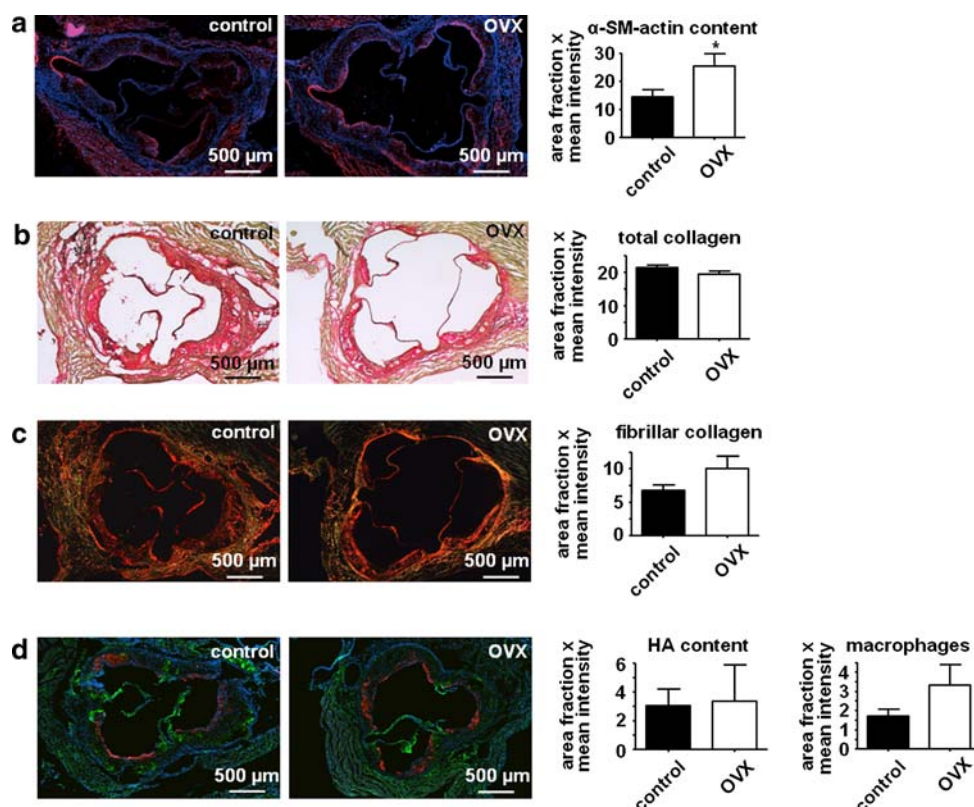 a
control
500 µm
OVX
500 µm
α-SM-actin content
area fraction x
mean intensity
30
20
10
0
*
control
OVX
b
control
500 µm
OVX
500 µm
total collagen
area fraction x
mean intensity
20
10
0
control
OVX
c
control
500 µm
OVX
500 µm
fibrillar collagen
area fraction x
mean intensity
10
5
0
control
OVX
d
control
500 µm
OVX
500 µm
HA content
area fraction x
mean intensity
6
4
2
0
control
OVX
macrophages
area fraction x
mean intensity
3
2
2
1
0
control
OVX